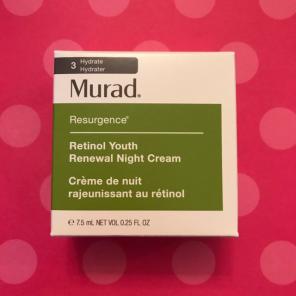 3 Hydrate
Hydrater
Murad®
Resurgence®
Retinol Youth
Renewal Night Cream
Crème de nuit
rajeunissant au rétinol
℮ 7.5 mL NET VOL 0.25 FL OZ